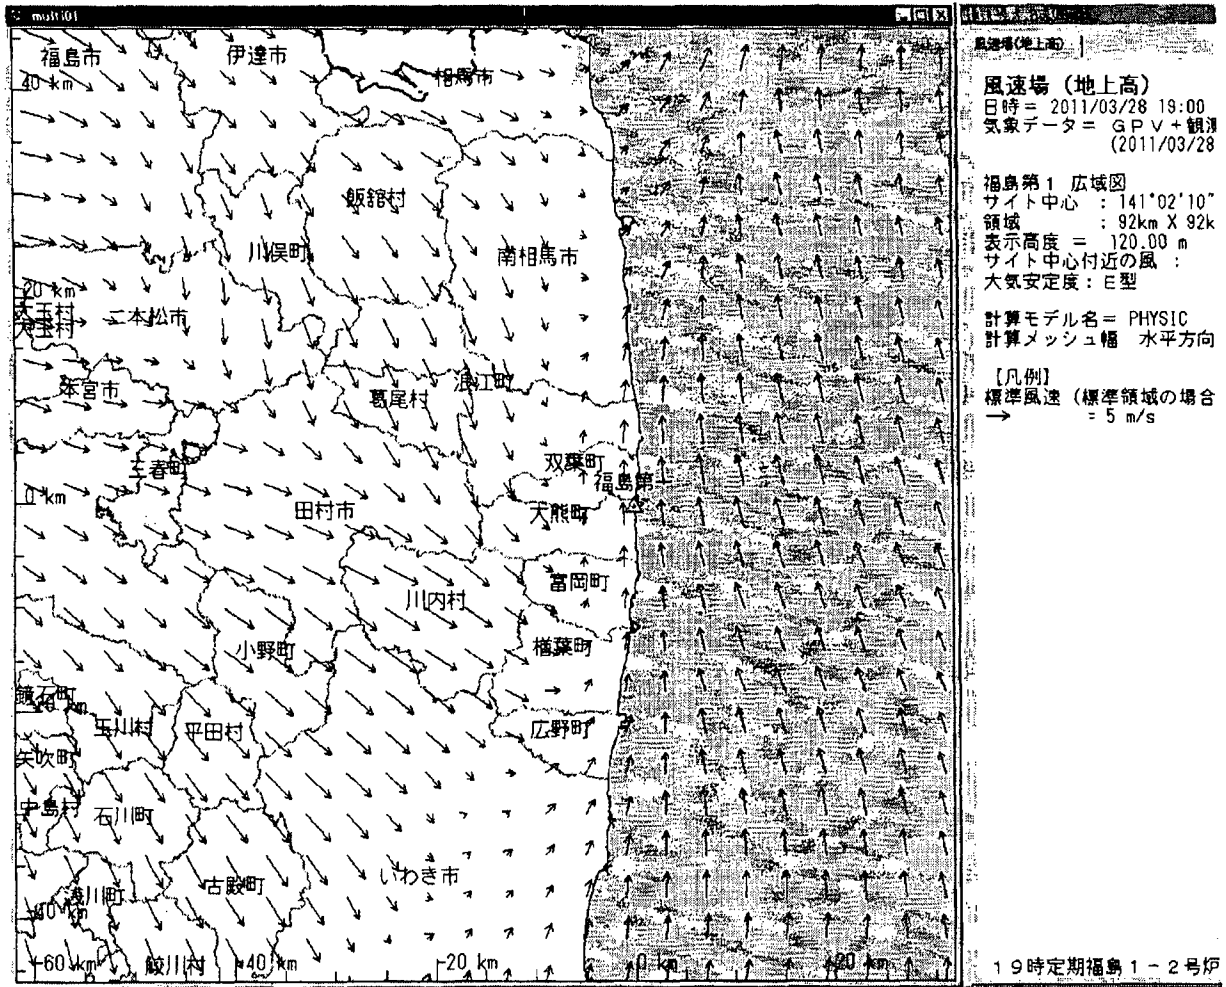 multi01
福島市
伊達市
相馬市
40 km
飯舘村
川俣町
南相馬市
20 km
大玉村
大玉村
二本松市
本宮市
浪江町
葛尾村
三春町
双葉町
福島第一
0 km
田村市
大熊町
富岡町
川内村
小野町
楢葉町
鏡石町
玉川村
平田村
広野町
矢吹町
中島村
石川町
いわき市
古殿町
浅川町
-60 km
鮫川村
-40 km
-20 km
0 km
20 km
風速場(地上高)
風速場（地上高）
日時＝ 2011/03/28 19:00
気象データ＝ ＧＰＶ＋観測
(2011/03/28
福島第１ 広域図
サイト中心 ：141°02'10"
領域 ：92km X 92k
表示高度 ＝ 120.00 m
サイト中心付近の風 ：
大気安定度：Ｅ型
計算モデル名＝ PHYSIC
計算メッシュ幅 水平方向
【凡例】
標準風速（標準領域の場合
→ ＝5 m/s
１９時定期福島１－２号炉